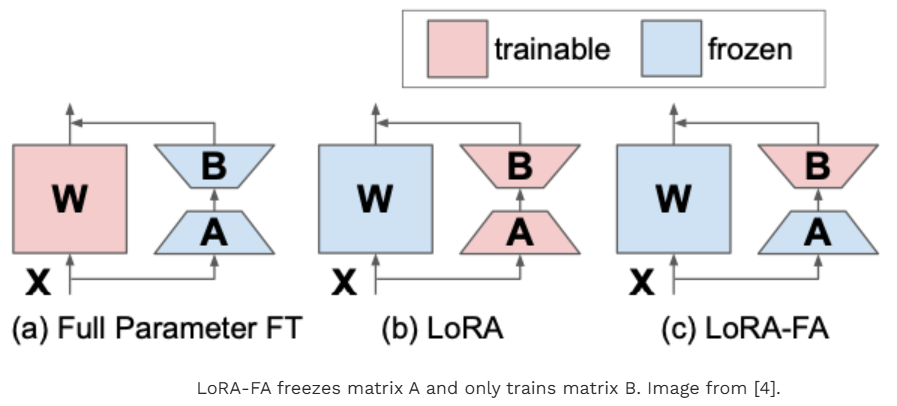 trainable frozen
W B A X
W B A X
W B A X
(a) Full Parameter FT (b) LoRA (c) LoRA-FA
LoRA-FA freezes matrix A and only trains matrix B. Image from [4].